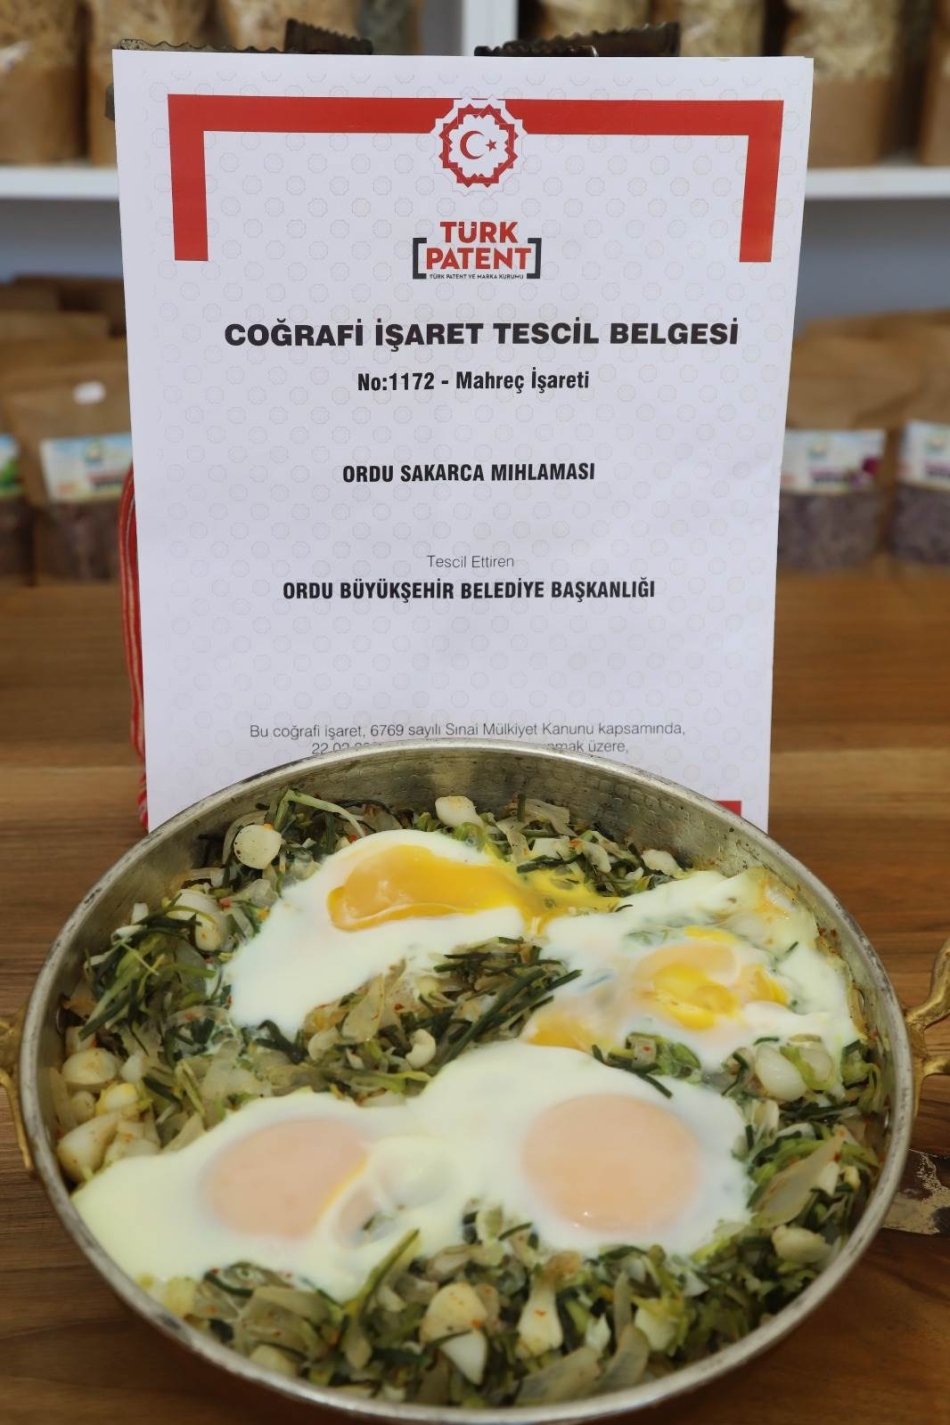 TÜRK
PATENT
TÜRK PATENT VE MARKA KURUMU
COĞRAFİ İŞARET TESCİL BELGESİ
No:1172 - Mahreç İşareti
ORDU SAKARCA MIHLAMASI
Tescil Ettiren
ORDU BÜYÜKŞEHİR BELEDİYE BAŞKANLIĞI
Bu coğrafi işaret, 6769 sayılı Sınai Mülkiyet Kanunu kapsamında,
üzere,